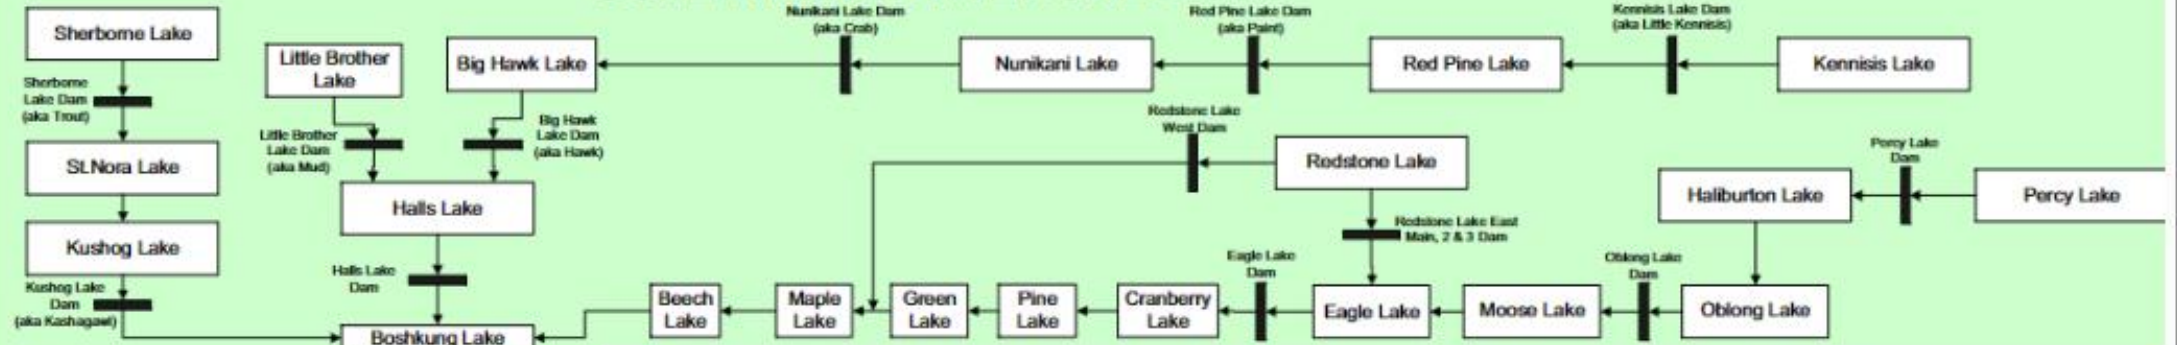 Sherborne Lake
Sherborne
Lake Dam
(aka Trout)
St.Nora Lake
Kushog Lake
Kushog Lake
Dam
(aka Kashagawi)
Little Brother
Lake
Little Brother
Lake Dam
(aka Mud)
Big Hawk Lake
Big Hawk
Lake Dam
(aka Hawk)
Halls Lake
Halls Lake
Dam
Boshkung Lake
Nunikani Lake Dam
(aka Crab)
Nunikani Lake
Red Pine Lake Dam
(aka Paint)
Red Pine Lake
Kennisis Lake Dam
(aka Little Kennisis)
Kennisis Lake
Redstone Lake
West Dam
Redstone Lake
Redstone Lake East
Main, 2 & 3 Dam
Percy Lake
Dam
Haliburton Lake
Percy Lake
Beech
Lake
Maple
Lake
Green
Lake
Pine
Lake
Cranberry
Lake
Eagle Lake
Dam
Eagle Lake
Moose Lake
Oblong Lake
Dam
Oblong Lake